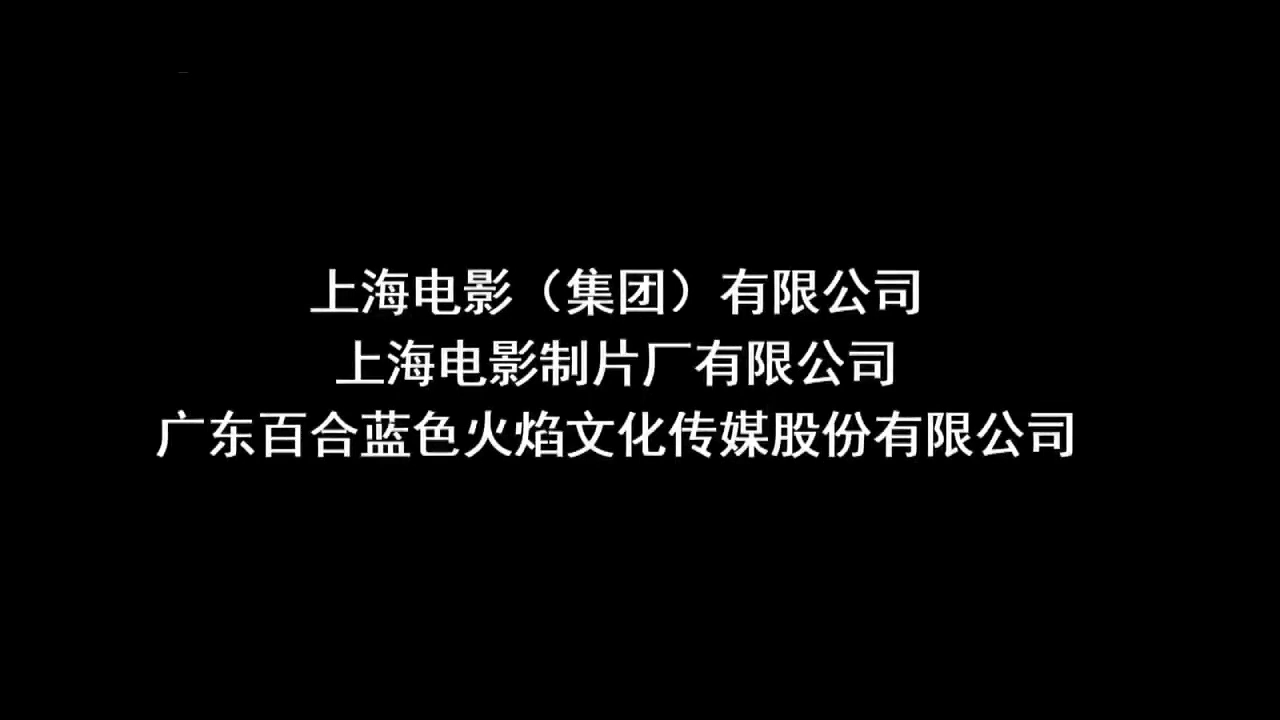 上海电影（集团）有限公司
上海电影制片厂有限公司
广东百合蓝色火焰文化传媒股份有限公司